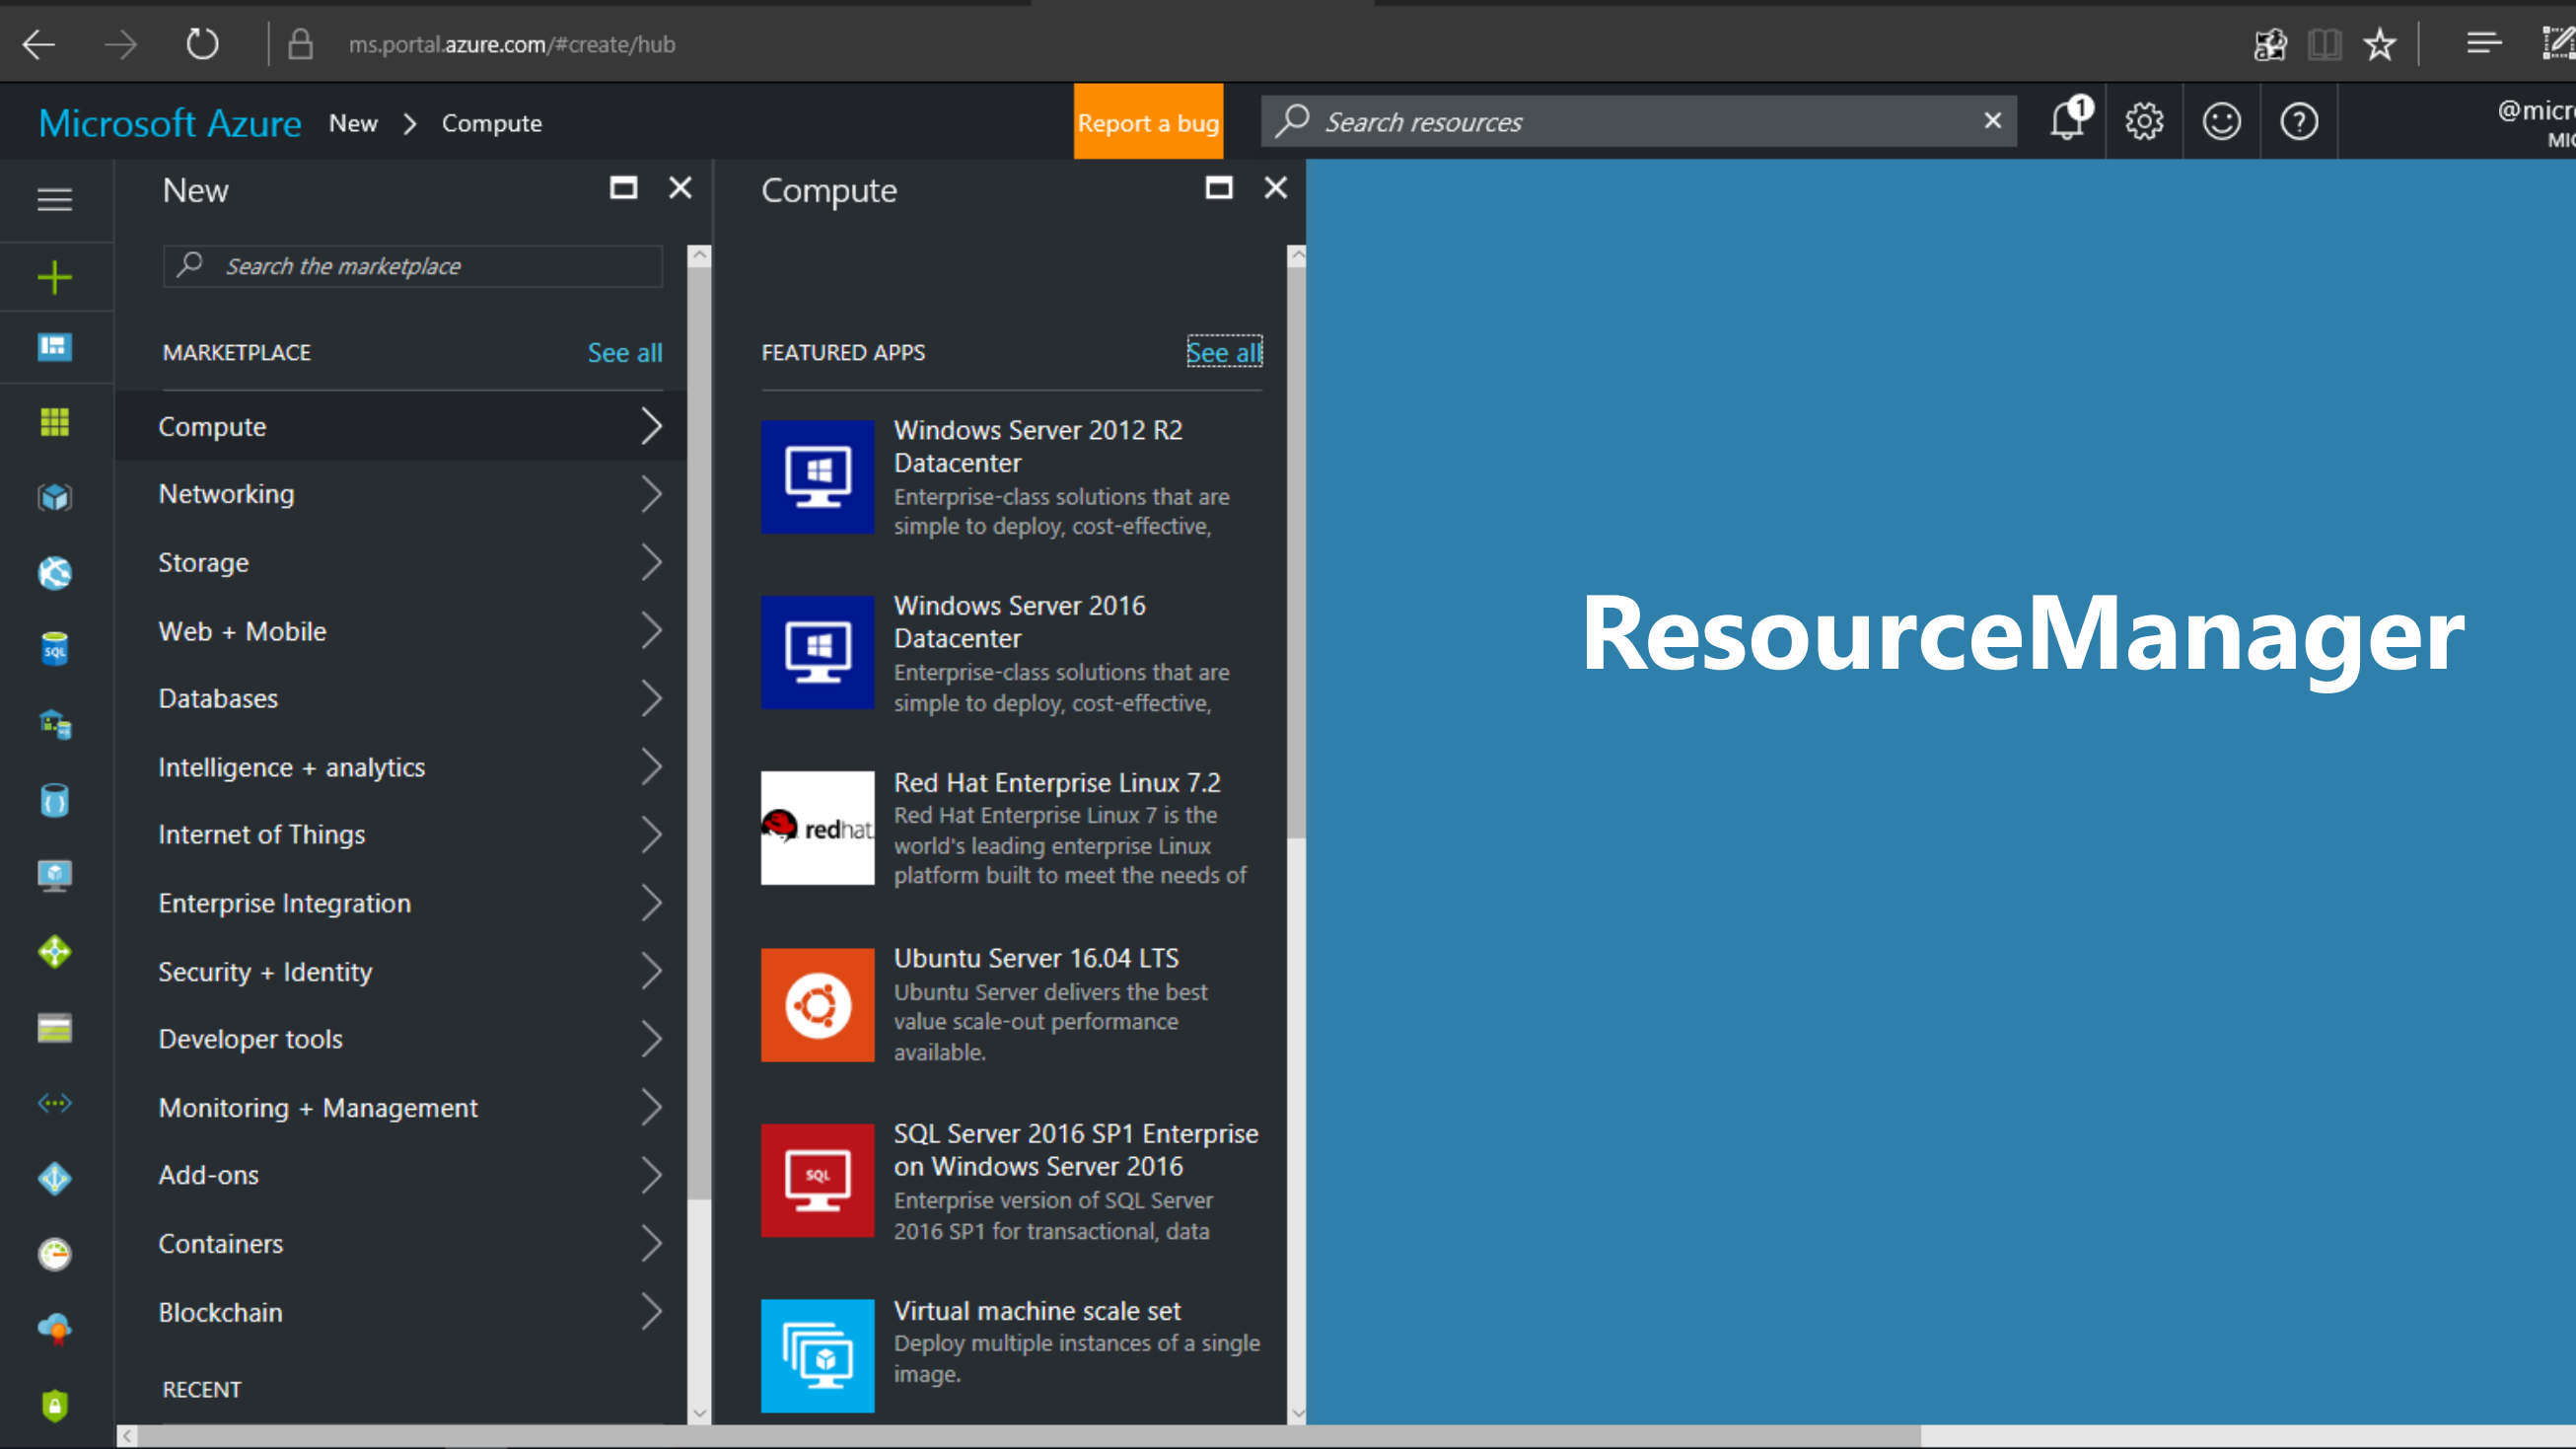 ms.portal.azure.com/#create/hub
Microsoft Azure New > Compute
Report a bug
Search resources
1
@micr
New
Search the marketplace
MARKETPLACE See all
Compute
Networking
Storage
Web + Mobile
Databases
Intelligence + analytics
Internet of Things
Enterprise Integration
Security + Identity
Developer tools
Monitoring + Management
Add-ons
Containers
Blockchain
RECENT
Compute
FEATURED APPS See all
Windows Server 2012 R2
Datacenter
Enterprise-class solutions that are
simple to deploy, cost-effective,
Windows Server 2016
Datacenter
Enterprise-class solutions that are
simple to deploy, cost-effective,
redhat
Red Hat Enterprise Linux 7.2
Red Hat Enterprise Linux 7 is the
world's leading enterprise Linux
platform built to meet the needs of
Ubuntu Server 16.04 LTS
Ubuntu Server delivers the best
value scale-out performance
available.
SQL
SQL Server 2016 SP1 Enterprise
on Windows Server 2016
Enterprise version of SQL Server
2016 SP1 for transactional, data
Virtual machine scale set
Deploy multiple instances of a single
image.
SQL
ResourceManager